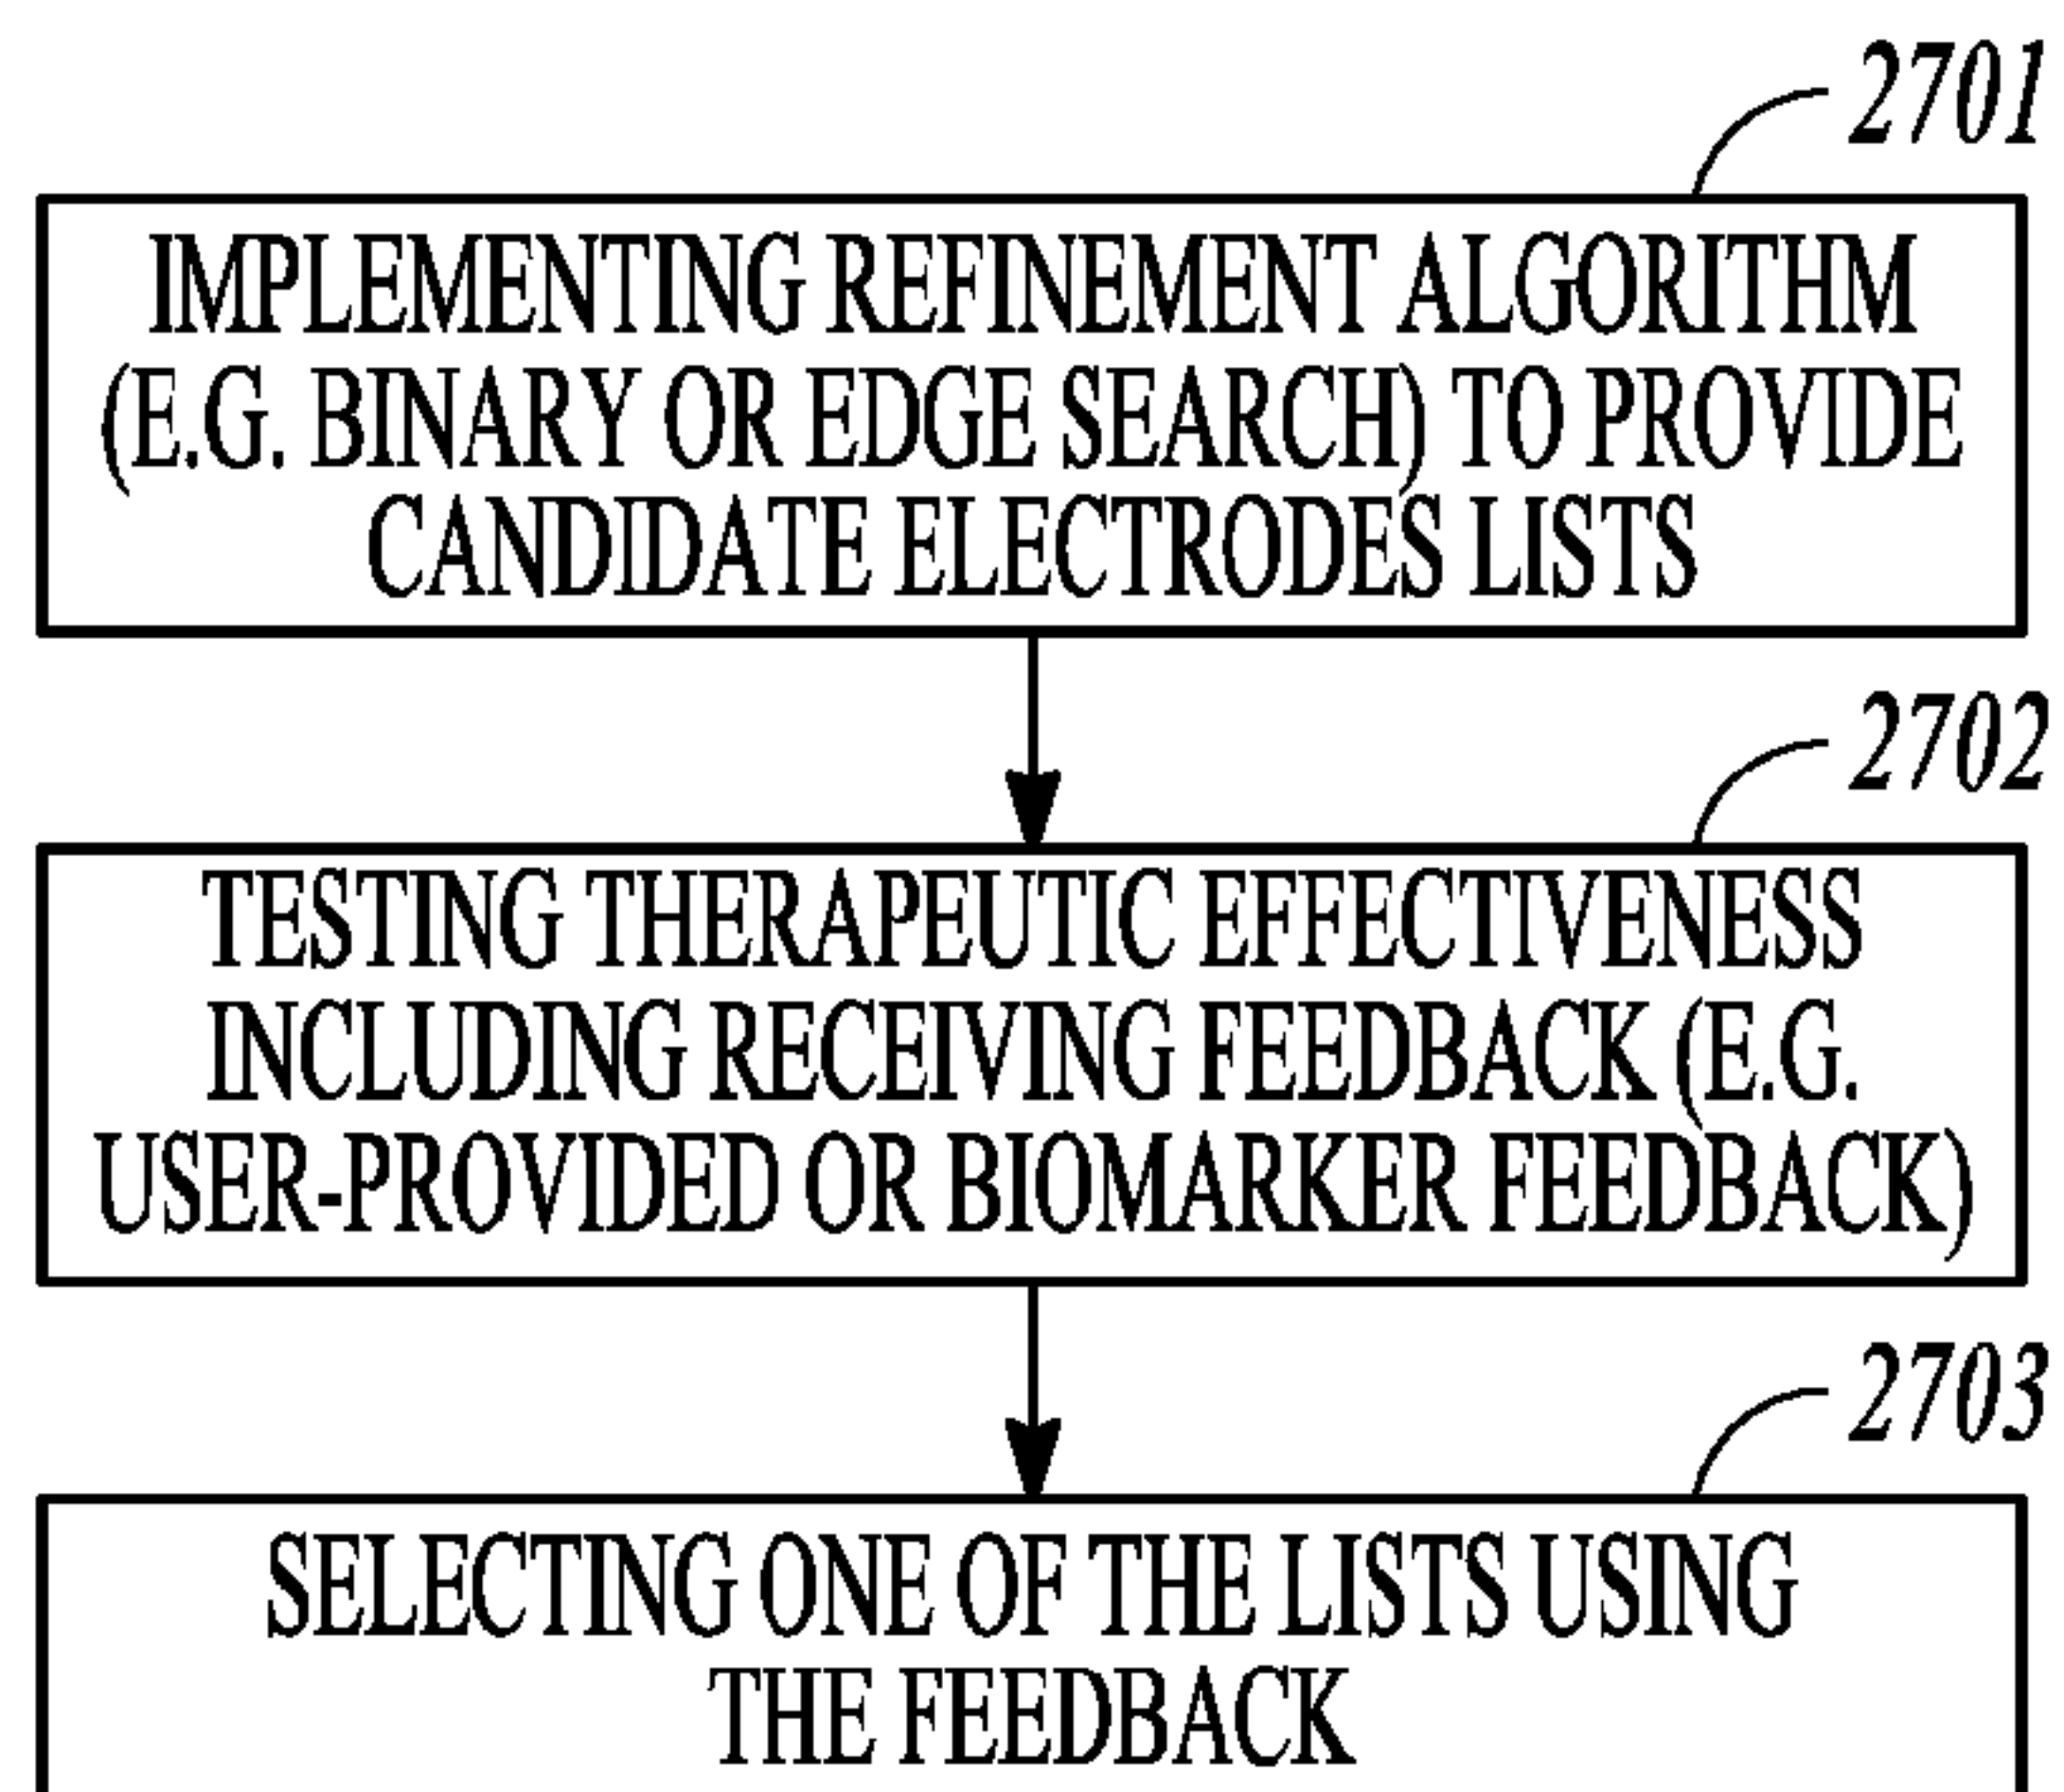 2701
IMPLEMENTING REFINEMENT ALGORITHM
(E.G. BINARY OR EDGE SEARCH) TO PROVIDE
CANDIDATE ELECTRODES LISTS
2702
TESTING THERAPEUTIC EFFECTIVENESS
INCLUDING RECEIVING FEEDBACK (E.G.
USER-PROVIDED OR BIOMARKER FEEDBACK)
2703
SELECTING ONE OF THE LISTS USING
THE FEEDBACK